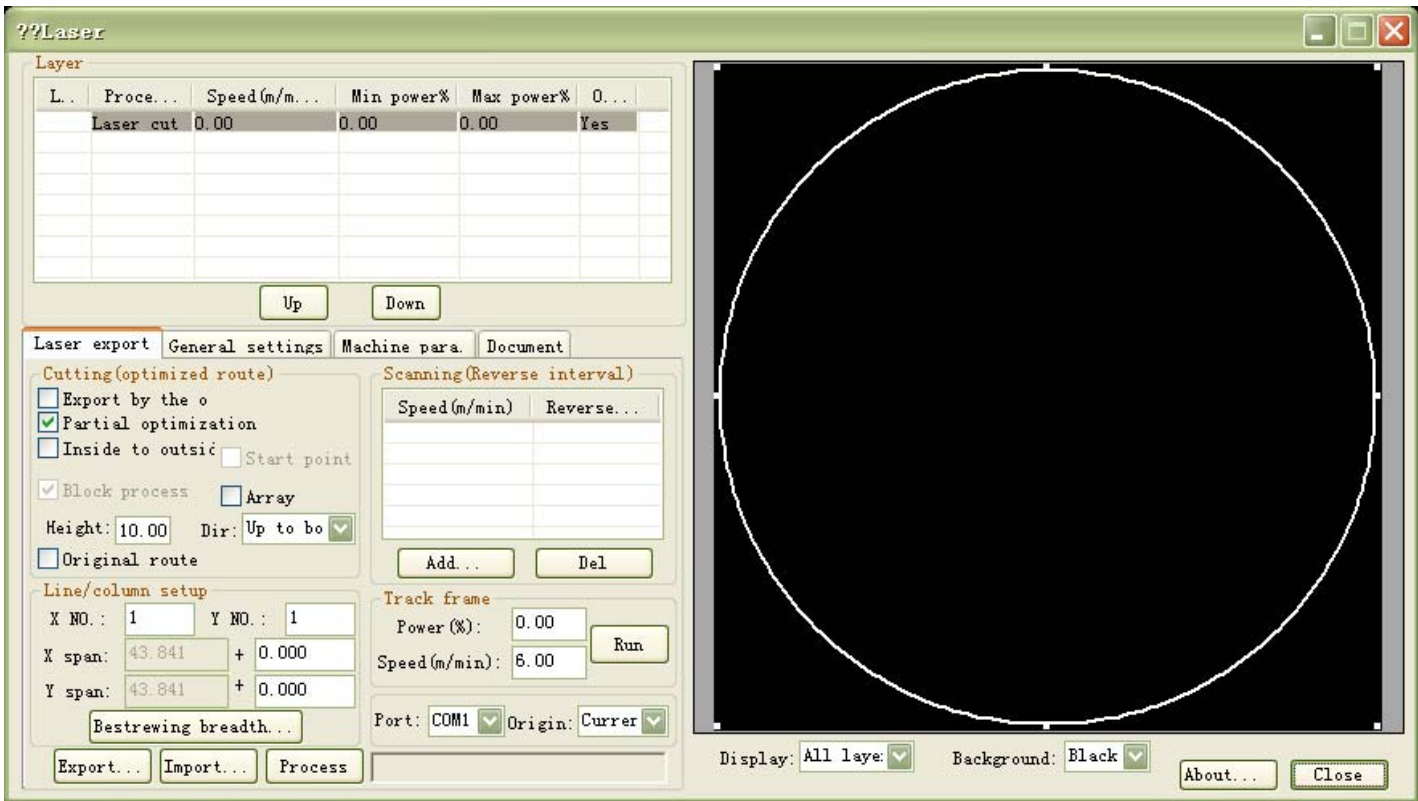 ??Laser
Layer
L.. Proce... Speed(m/m... Min power% Max power% O...
Laser cut 0.00 0.00 0.00 Yes
Up Down
Laser export General settings Machine para. Document
Cutting(optimized route) Scanning(Reverse interval)
Export by the o Speed(m/min) Reverse...
Partial optimization
Inside to outsic Start point
Block process Array
Height: 10.00 Dir: Up to bo
Original route Add... Del
Line/column setup Track frame
X NO.: 1 Y NO.: 1 Power(%): 0.00 Run
X span: 43.841 + 0.000 Speed(m/min): 6.00
Y span: 43.841 + 0.000
Bestrewing breadth... Port: COM1 Origin: Currer
Export... Import... Process Display: All laye: Background: Black About... Close